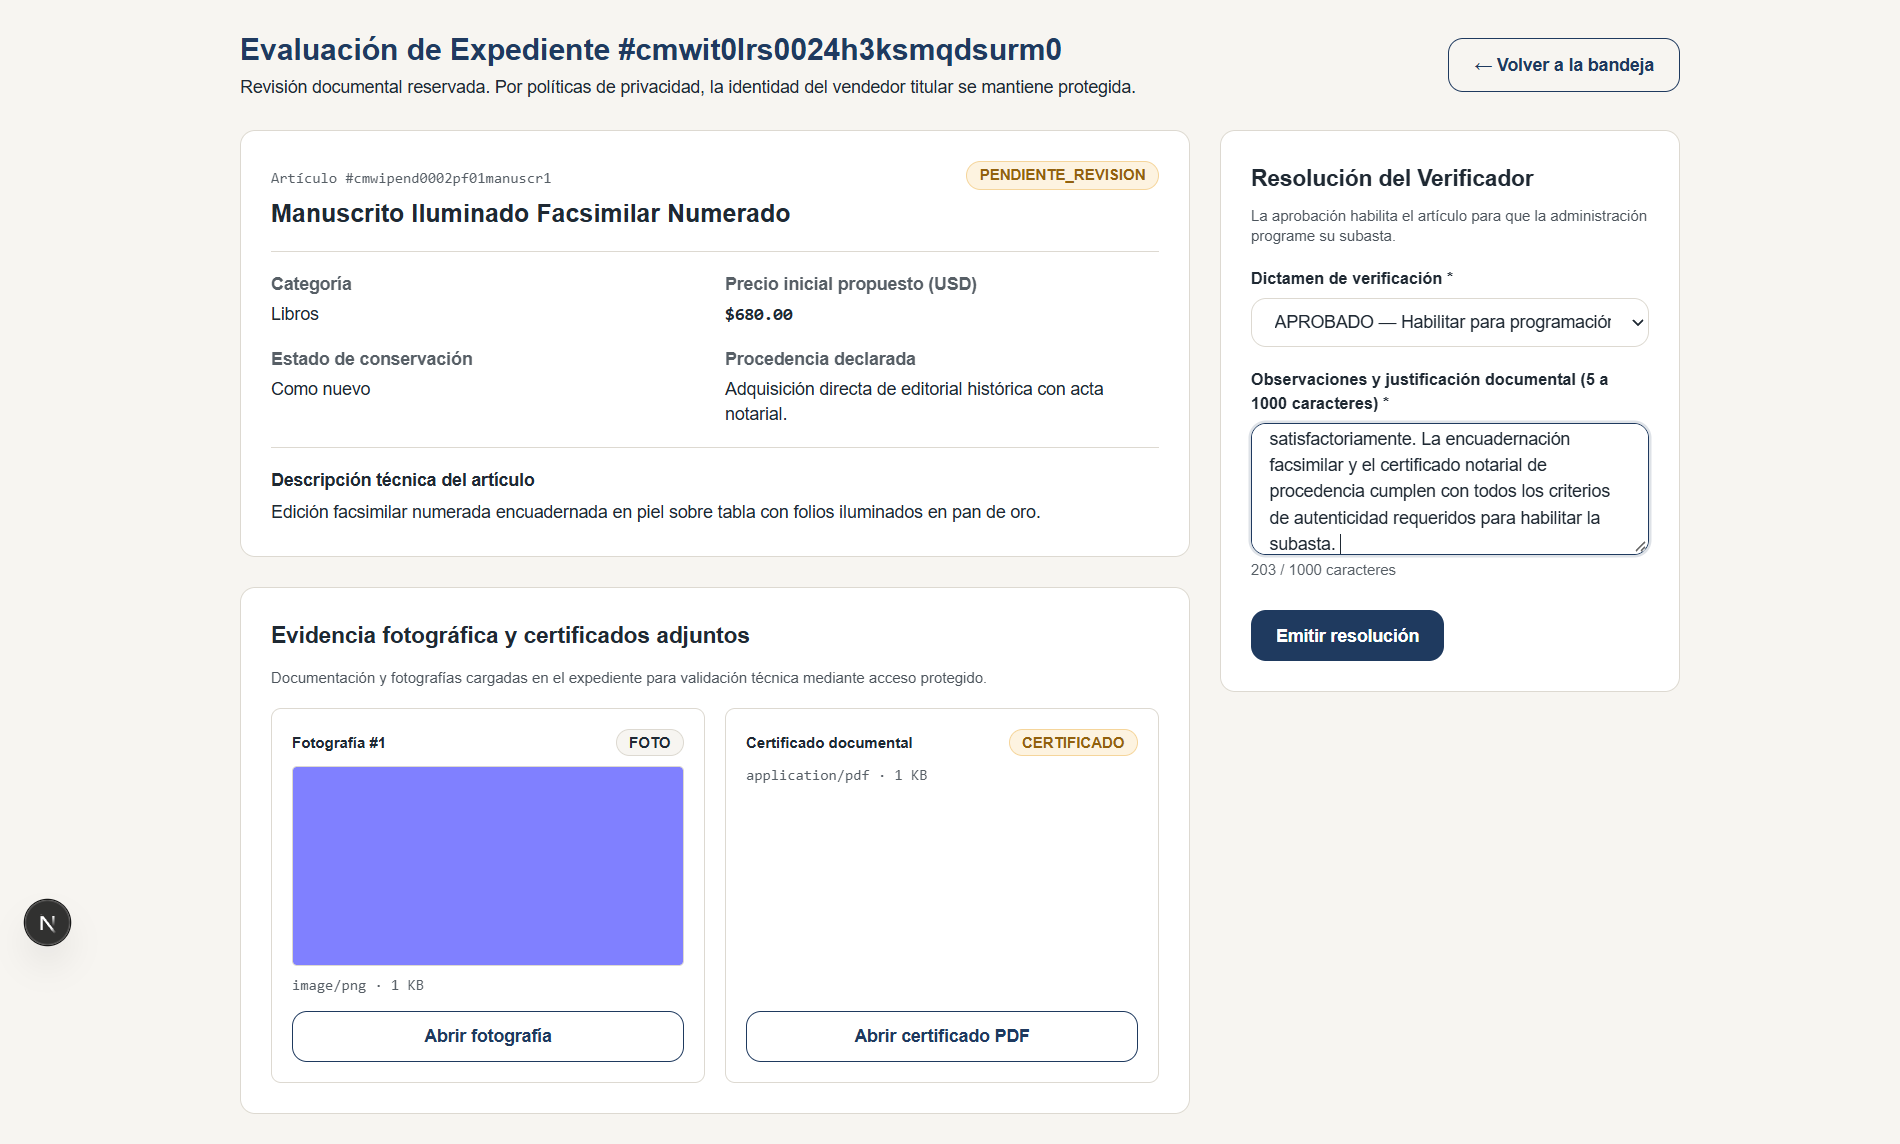 Evaluación de Expediente #cmwit0lrs0024h3ksmqdsurm0
Revisión documental reservada. Por políticas de privacidad, la identidad del vendedor titular se mantiene protegida.
← Volver a la bandeja
Artículo #cmwipend0002pf01manuscr1
PENDIENTE_REVISION
Manuscrito Iluminado Facsimilar Numerado
Categoría
Libros
Precio inicial propuesto (USD)
$680.00
Estado de conservación
Como nuevo
Procedencia declarada
Adquisición directa de editorial histórica con acta
notarial.
Descripción técnica del artículo
Edición facsimilar numerada encuadernada en piel sobre tabla con folios iluminados en pan de oro.
Evidencia fotográfica y certificados adjuntos
Documentación y fotografías cargadas en el expediente para validación técnica mediante acceso protegido.
Fotografía #1
FOTO
image/png · 1 KB
Abrir fotografía
Certificado documental
CERTIFICADO
application/pdf · 1 KB
Abrir certificado PDF
Resolución del Verificador
La aprobación habilita el artículo para que la administración
programe su subasta.
Dictamen de verificación *
APROBADO — Habilitar para programación
Observaciones y justificación documental (5 a
1000 caracteres) *
satisfactoriamente. La encuadernación
facsimilar y el certificado notarial de
procedencia cumplen con todos los criterios
de autenticidad requeridos para habilitar la
subasta.
203 / 1000 caracteres
Emitir resolución
N